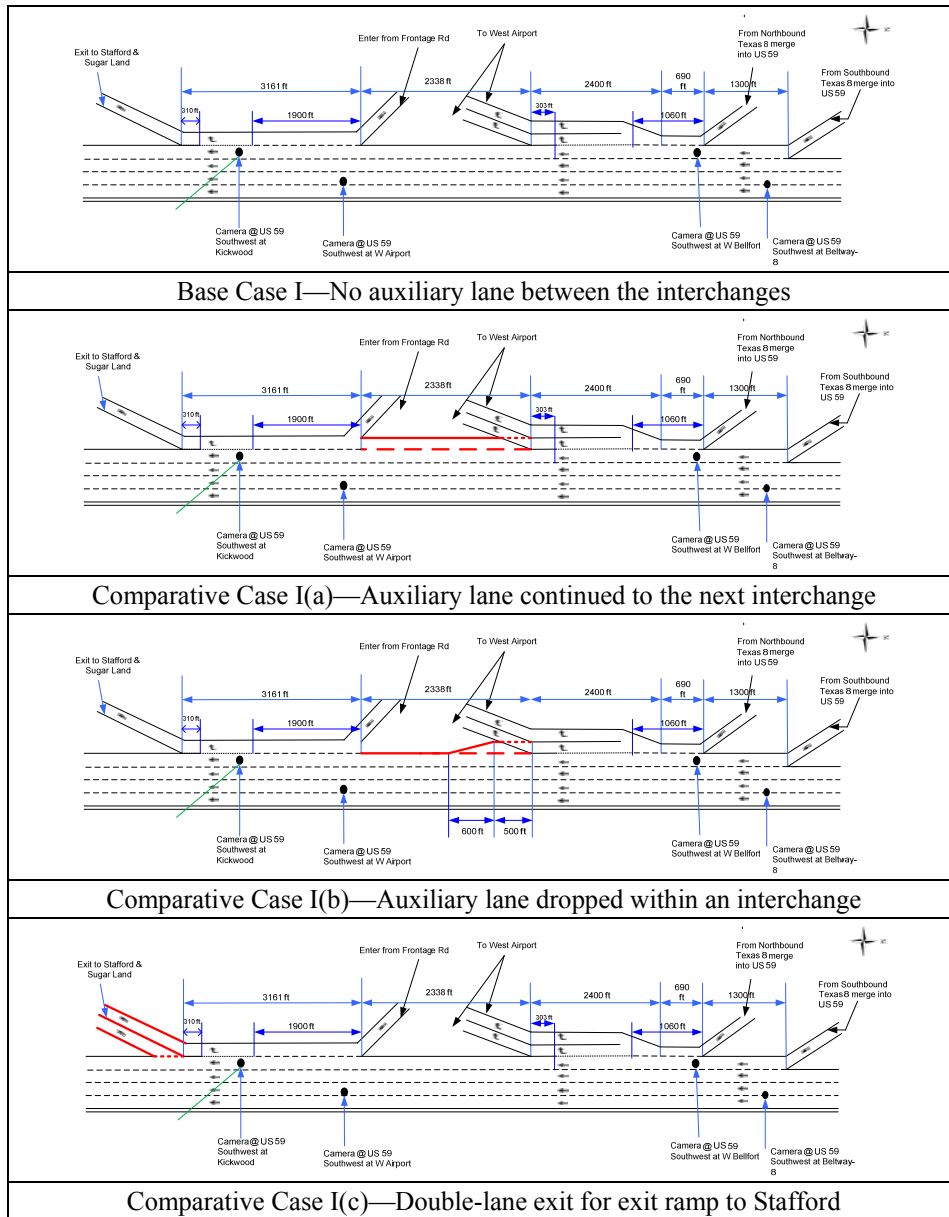 From Northbound
Texas 8 merge
into US 59
To West Airport
Exit to Stafford &
Sugar Land
Enter from Frontage Rd
From Southbound
Texas 8 merge into
US 59
3161 ft
2338 ft
2400 ft
690
ft
1300 ft
310 ft
1900 ft
303 ft
1060 ft
Camera @ US 59
Southwest at
Kickwood
Camera @ US 59
Southwest at W Airport
Camera @ US 59
Southwest at W Bellfort
Camera @ US 59
Southwest at Beltway-
8
Base Case I—No auxiliary lane between the interchanges
From Northbound
Texas 8 merge
into US 59
To West Airport
Exit to Stafford &
Sugar Land
Enter from Frontage Rd
From Southbound
Texas 8 merge into
US 59
3161 ft
2338 ft
2400 ft
690
ft
1300 ft
310 ft
1900 ft
303 ft
1060 ft
Camera @ US 59
Southwest at
Kickwood
Camera @ US 59
Southwest at W Airport
Camera @ US 59
Southwest at W Bellfort
Camera @ US 59
Southwest at Beltway-
8
Comparative Case I(a)—Auxiliary lane continued to the next interchange
From Northbound
Texas 8 merge
into US 59
To West Airport
Exit to Stafford &
Sugar Land
Enter from Frontage Rd
From Southbound
Texas 8 merge into
US 59
3161 ft
2338 ft
2400 ft
690
ft
1300 ft
310 ft
1900 ft
303 ft
1060 ft
600 ft
500 ft
Camera @ US 59
Southwest at
Kickwood
Camera @ US 59
Southwest at W Airport
Camera @ US 59
Southwest at W Bellfort
Camera @ US 59
Southwest at Beltway-
8
Comparative Case I(b)—Auxiliary lane dropped within an interchange
From Northbound
Texas 8 merge
into US 59
To West Airport
Exit to Stafford &
Sugar Land
Enter from Frontage Rd
From Southbound
Texas 8 merge into
US 59
3161 ft
2338 ft
2400 ft
690
ft
1300 ft
310 ft
1900 ft
303 ft
1060 ft
Camera @ US 59
Southwest at
Kickwood
Camera @ US 59
Southwest at W Airport
Camera @ US 59
Southwest at W Bellfort
Camera @ US 59
Southwest at Beltway-
8
Comparative Case I(c)—Double-lane exit for exit ramp to Stafford